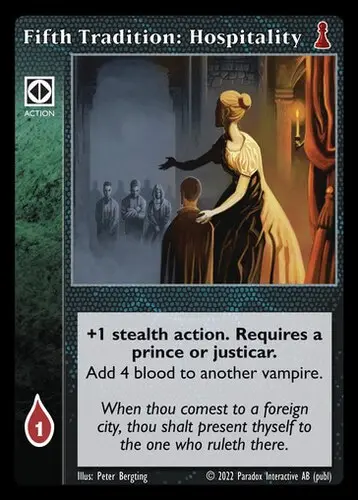 Fifth Tradition: Hospitality
ACTION
+1 stealth action. Requires a
prince or justicar.
Add 4 blood to another vampire.
When thou comest to a foreign
city, thou shalt present thyself to
the one who ruleth there.
1
Illus: Peter Bergting © 2022 Paradox Interactive AB (publ)